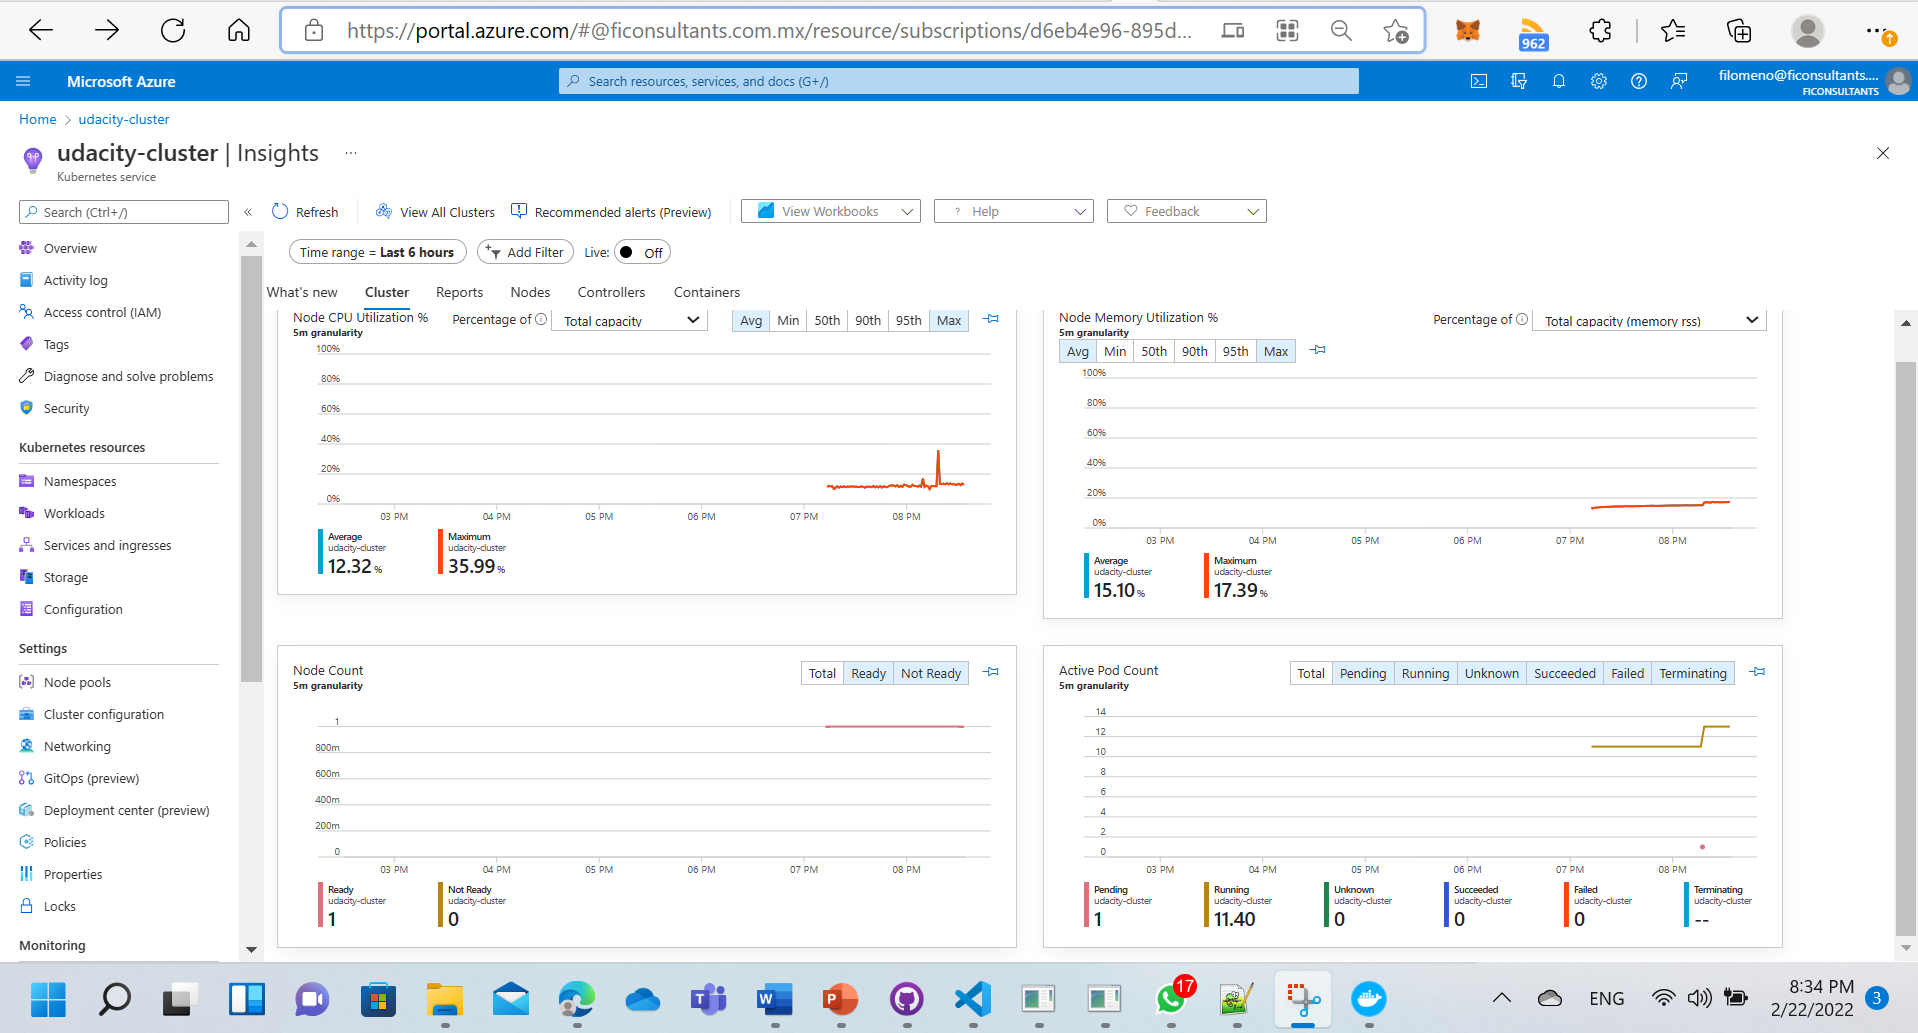 https://portal.azure.com/#@ficonsultants.com.mx/resource/subscriptions/d6eb4e96-895d...
962
Microsoft Azure
Search resources, services, and docs (G+/)
filomeno@ficonsultants....
FICONSULTANTS
Home > udacity-cluster
udacity-cluster | Insights ...
Kubernetes service
Search (Ctrl+/)
«
Refresh
View All Clusters
Recommended alerts (Preview)
View Workbooks
? Help
Feedback
Time range = Last 6 hours
Add Filter
Live: Off
What's new
Cluster
Reports
Nodes
Controllers
Containers
Overview
Activity log
Access control (IAM)
Tags
Diagnose and solve problems
Security
Kubernetes resources
Namespaces
Workloads
Services and ingresses
Storage
Configuration
Settings
Node pools
Cluster configuration
Networking
GitOps (preview)
Deployment center (preview)
Policies
Properties
Locks
Monitoring
Node CPU Utilization %
5m granularity
Percentage of
Total capacity
Avg Min 50th 90th 95th Max
100%
80%
60%
40%
20%
0%
03 PM 04 PM 05 PM 06 PM 07 PM 08 PM
Average
udacity-cluster
12.32 %
Maximum
udacity-cluster
35.99 %
Node Memory Utilization %
5m granularity
Percentage of
Total capacity (memory rss)
Avg Min 50th 90th 95th Max
100%
80%
60%
40%
20%
0%
03 PM 04 PM 05 PM 06 PM 07 PM 08 PM
Average
udacity-cluster
15.10 %
Maximum
udacity-cluster
17.39 %
Node Count
5m granularity
Total Ready Not Ready
1
800m
600m
400m
200m
0
03 PM 04 PM 05 PM 06 PM 07 PM 08 PM
Ready
udacity-cluster
1
Not Ready
udacity-cluster
0
Active Pod Count
5m granularity
Total Pending Running Unknown Succeeded Failed Terminating
14
12
10
8
6
4
2
0
03 PM 04 PM 05 PM 06 PM 07 PM 08 PM
Pending
udacity-cluster
1
Running
udacity-cluster
11.40
Unknown
udacity-cluster
0
Succeeded
udacity-cluster
0
Failed
udacity-cluster
0
Terminating
udacity-cluster
--
T
W
P
17
ENG
8:34 PM
2/22/2022
3